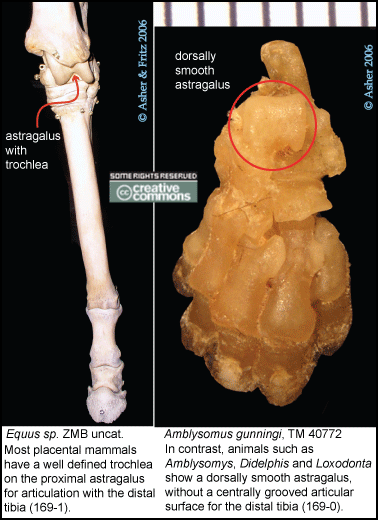 © Asher & Fritz 2006
astragalus
with
trochlea
SOME RIGHTS RESERVED
cc creative
commons
dorsally
smooth
astragalus
© Asher 2006
Equus sp. ZMB uncat.
Most placental mammals
have a well defined trochlea
on the proximal astragalus
for articulation with the distal
tibia (169-1).
Amblysomus gunningi, TM 40772
In contrast, animals such as
Amblysomys, Didelphis and Loxodonta
show a dorsally smooth astragalus,
without a centrally grooved articular
surface for the distal tibia (169-0).